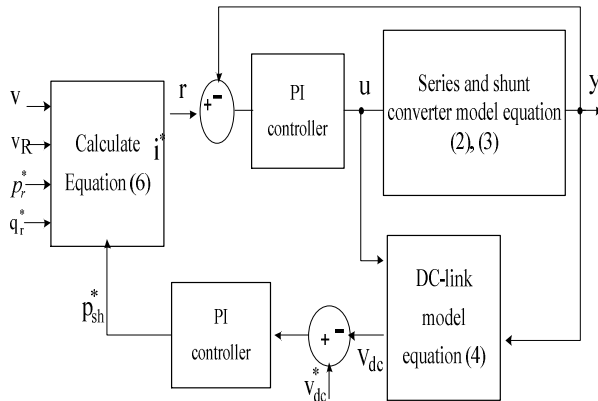 v
v_R
p_r^*
q_r^*
Calculate
Equation (6)
i^*
r
+ -
PI
controller
u
Series and shunt
converter model equation
(2), (3)
y
p_sh^*
PI
controller
+ -
v_dc^*
V_dc
DC-link
model
equation (4)